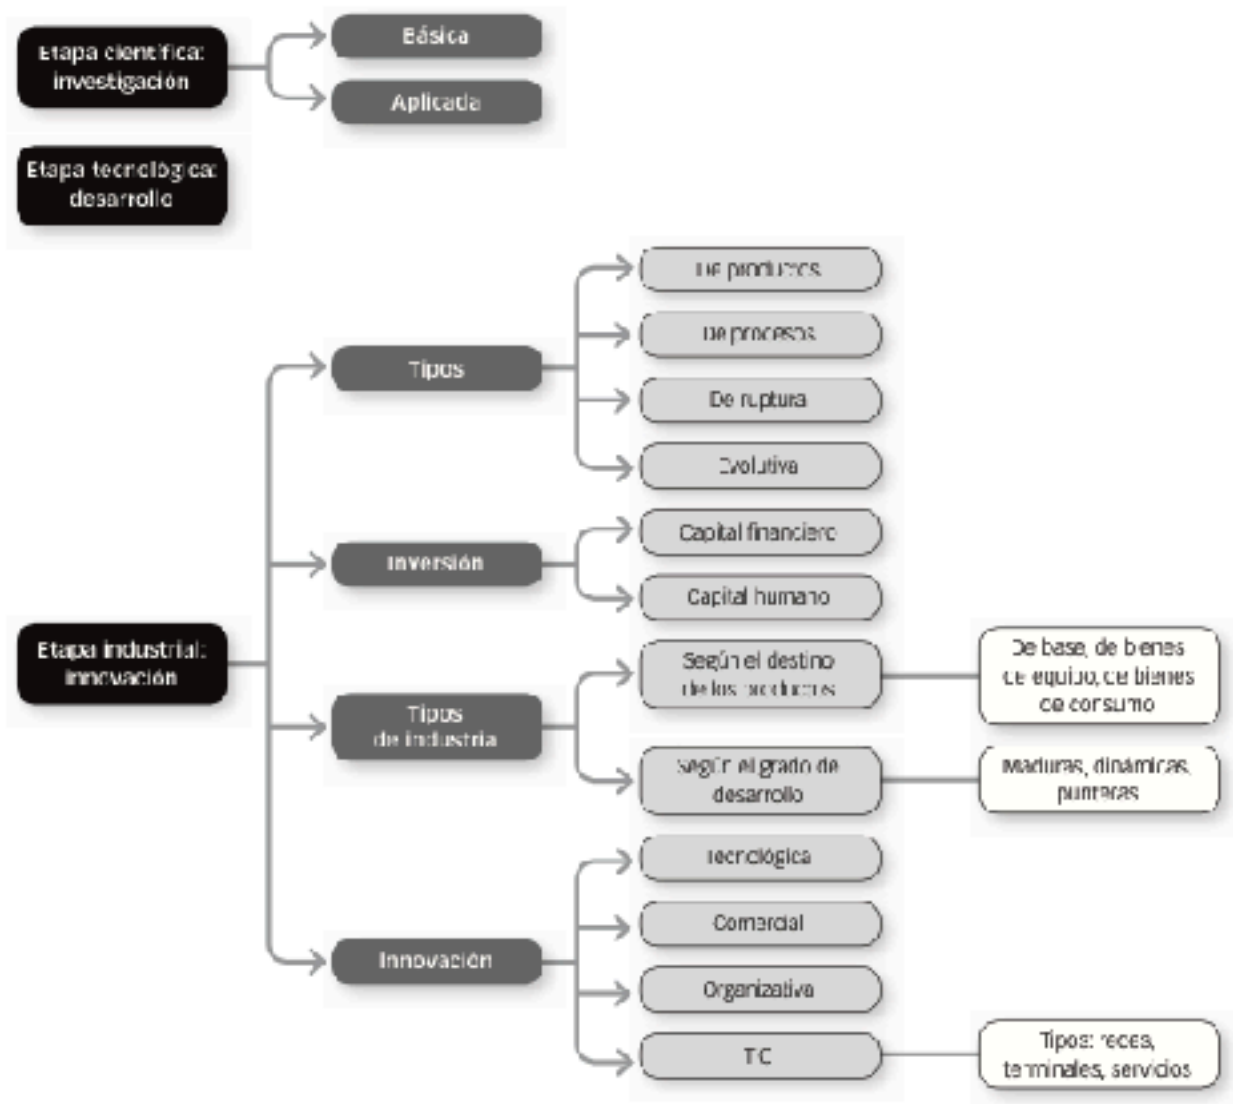 Etapa científica:
investigación
Básica
Aplicada
Etapa tecnológica:
desarrollo
Etapa industrial:
innovación
Tipos
De productos
De procesos
De ruptura
Evolutiva
Inversión
Capital financiero
Capital humano
Tipos
de industria
Según el destino
de los productos
De base, de bienes
de equipo, de bienes
de consumo
Según el grado de
desarrollo
Maduras, dinámicas,
punteras
Innovación
Tecnológica
Comercial
Organizativa
TIC
Tipos: redes,
terminales, servicios